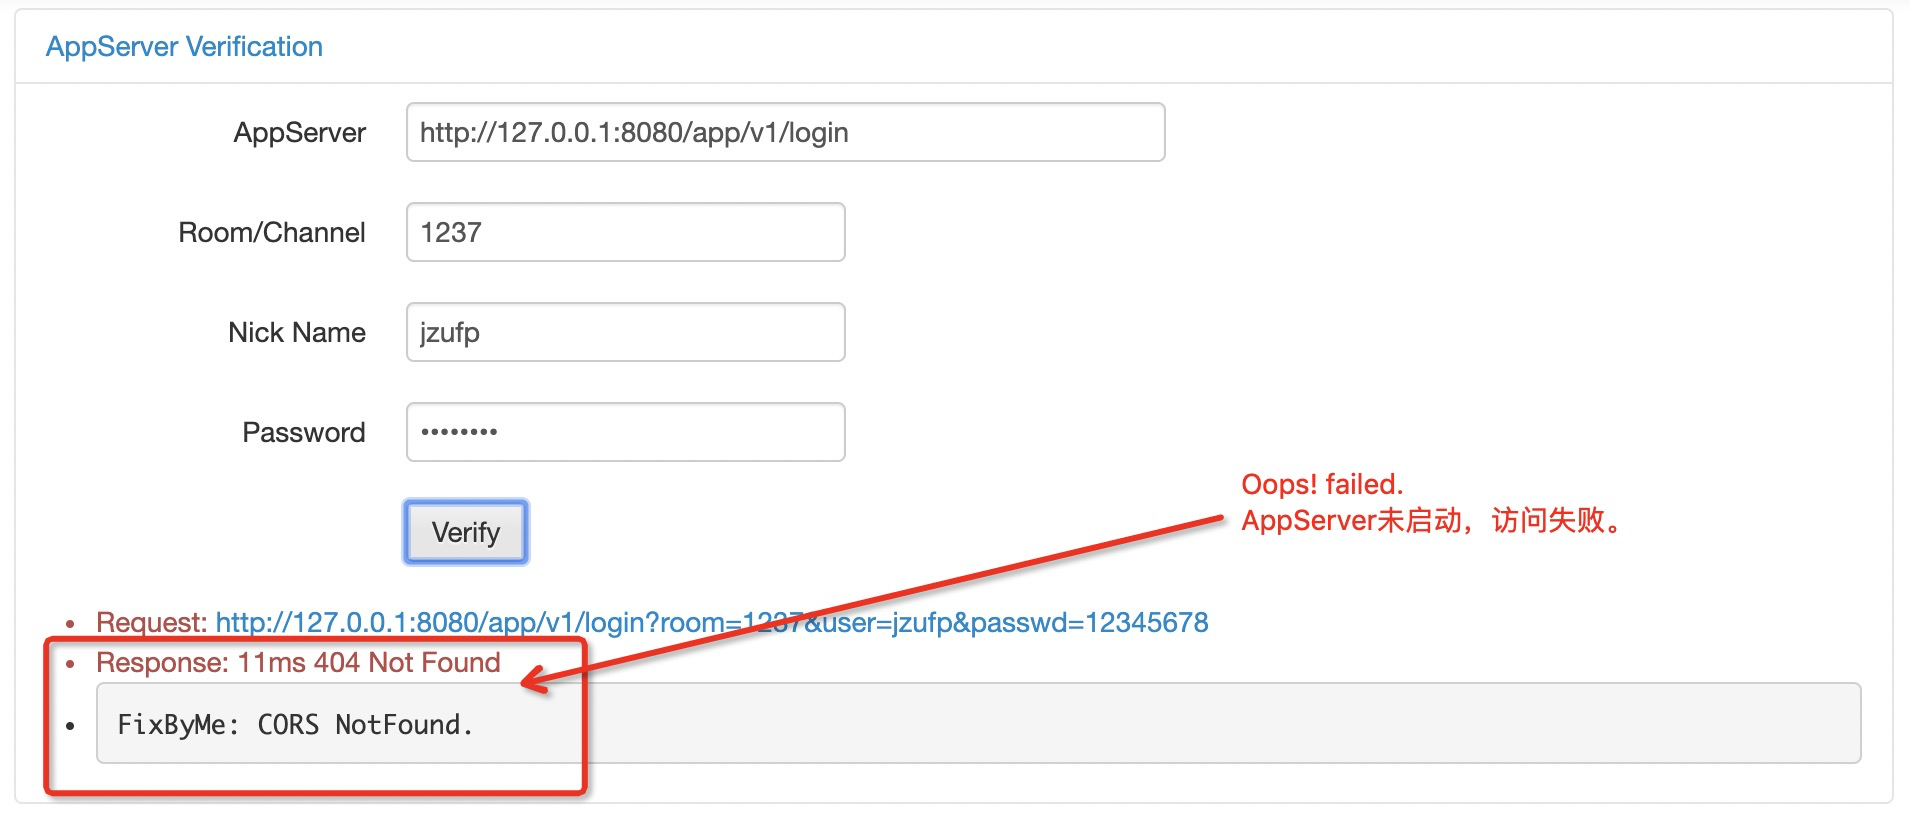 AppServer Verification
AppServer
http://127.0.0.1:8080/app/v1/login
Room/Channel
1237
Nick Name
jzufp
Password
••••••••
Verify
Oops! failed.
AppServer未启动，访问失败。
Request: http://127.0.0.1:8080/app/v1/login?room=1237&user=jzufp&passwd=12345678
Response: 11ms 404 Not Found
FixByMe: CORS NotFound.